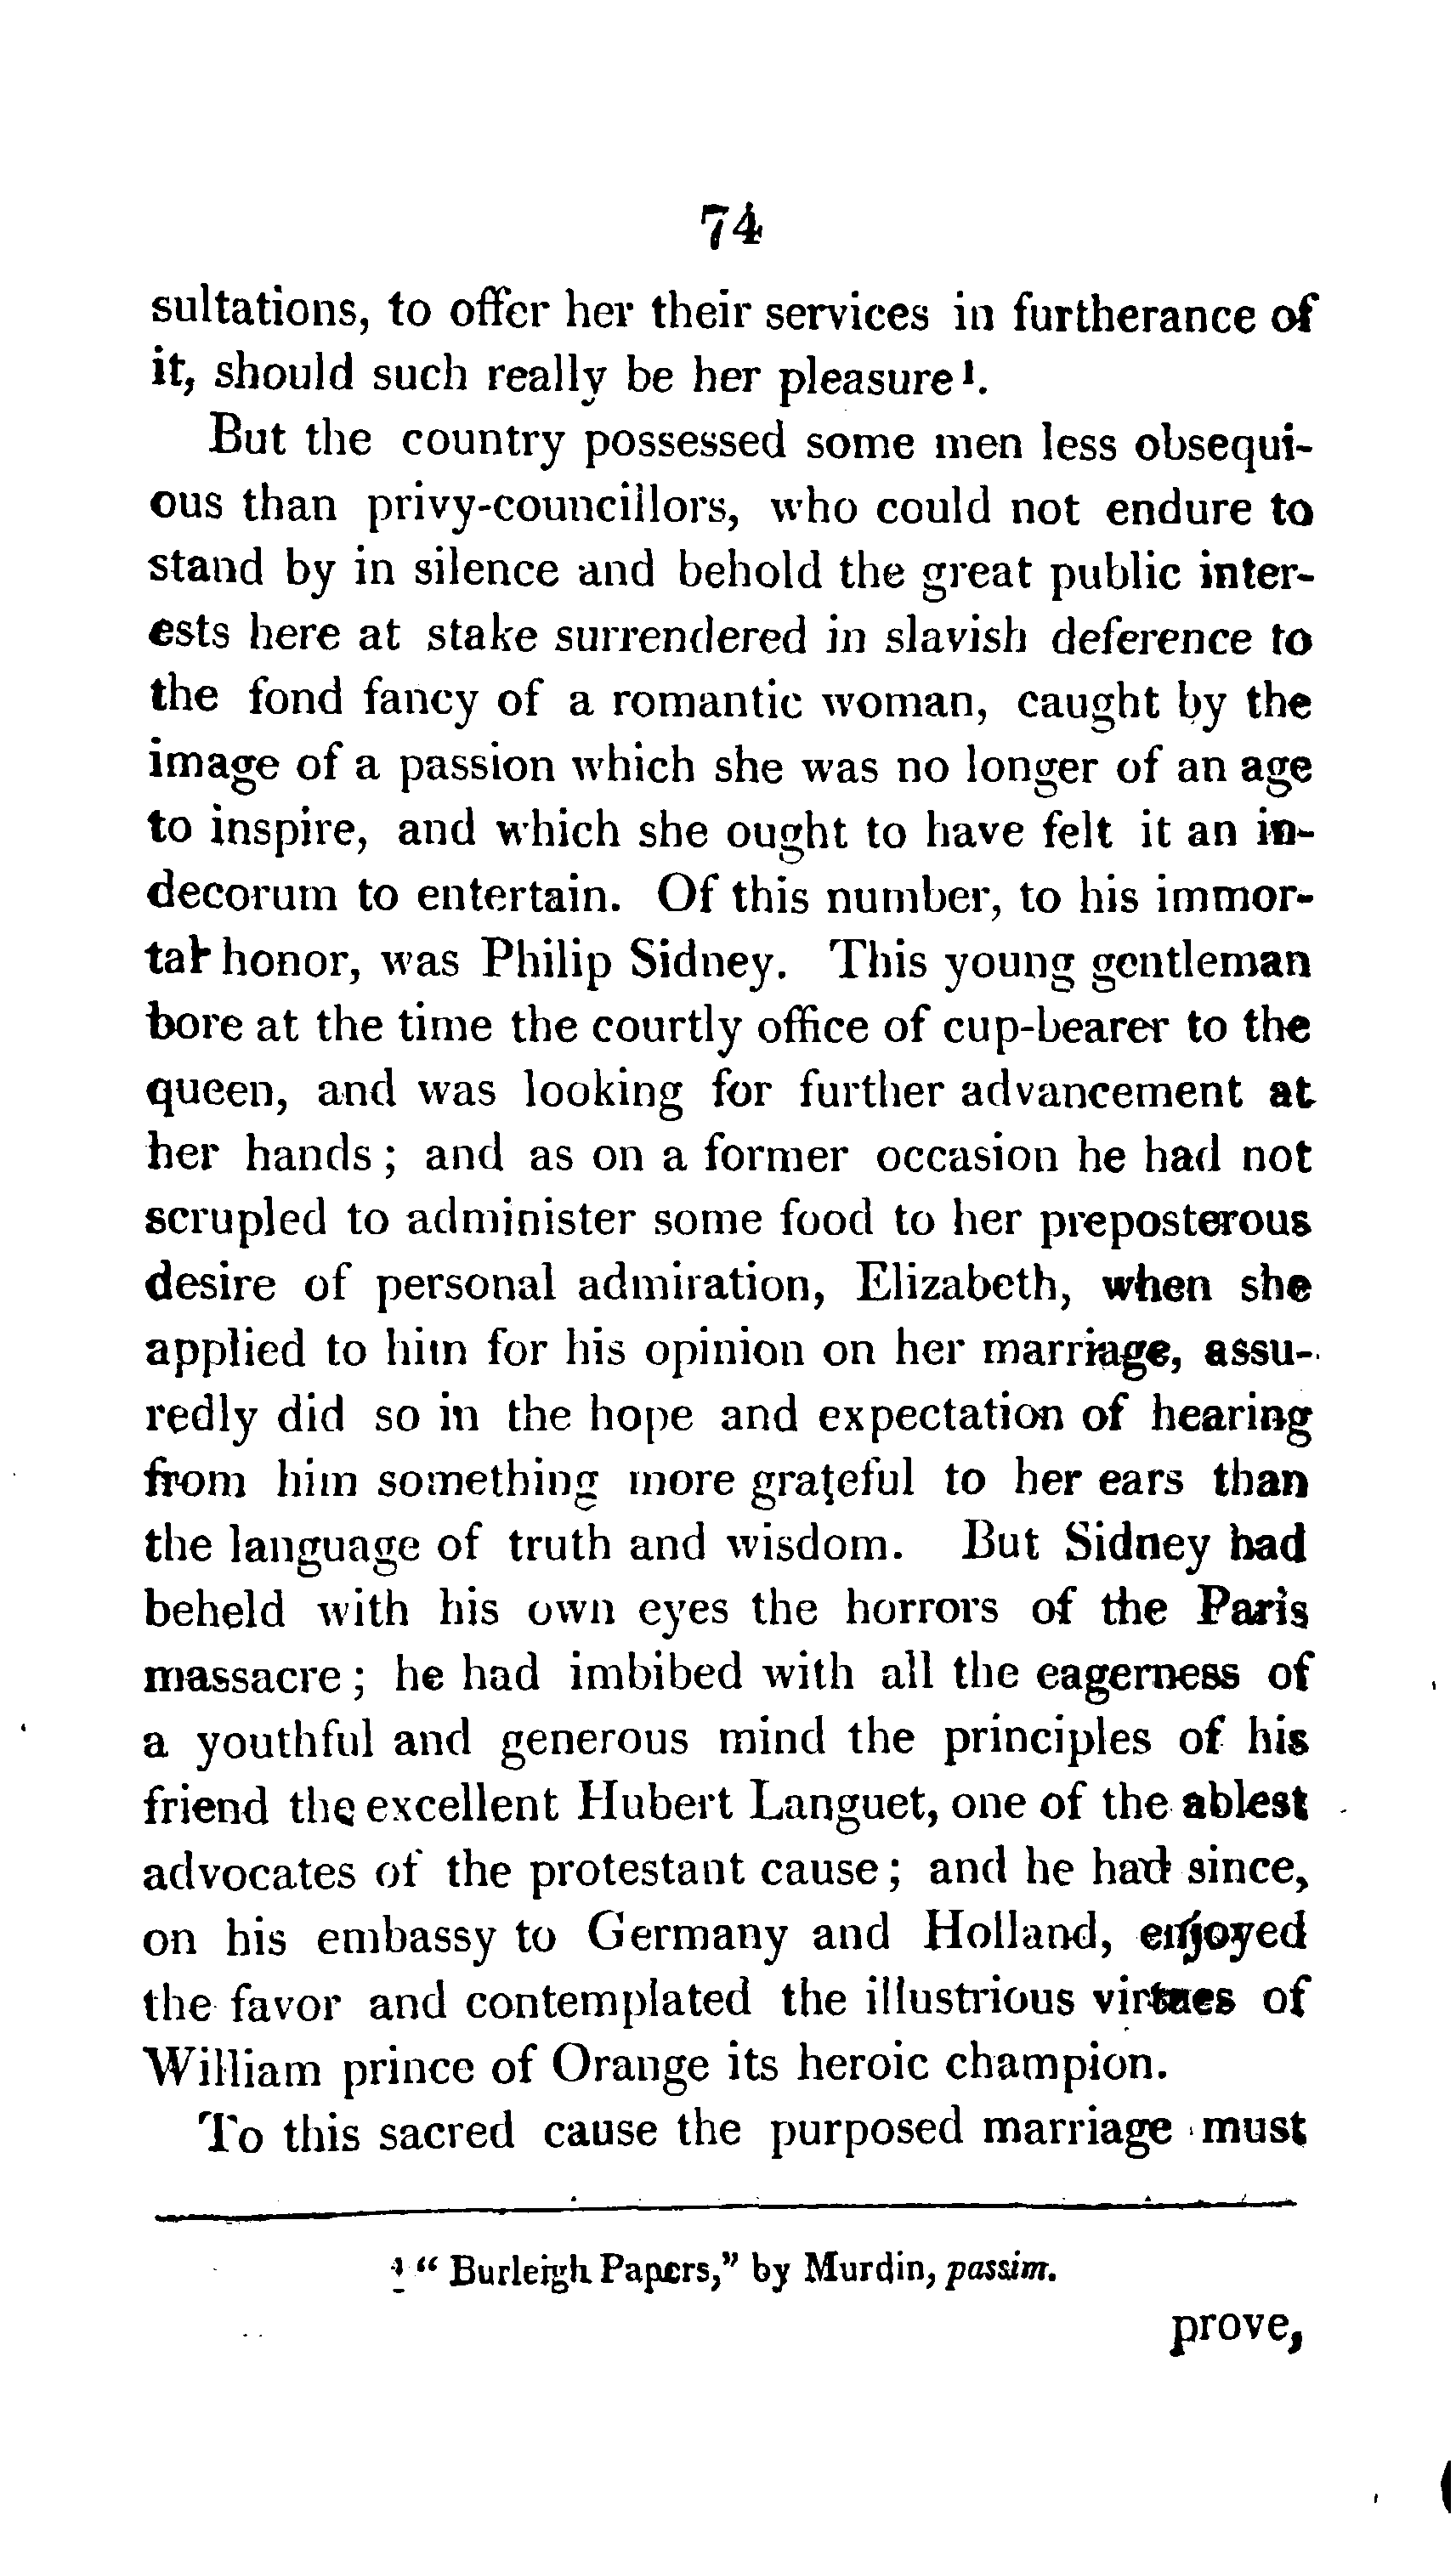 74
sultations, to offer her their services in furtherance of
it, should such really be her pleasure¹.
But the country possessed some men less obsequi-
ous than privy-councillors, who could not endure to
stand by in silence and behold the great public inter-
ests here at stake surrendered in slavish deference to
the fond fancy of a romantic woman, caught by the
image of a passion which she was no longer of an age
to inspire, and which she ought to have felt it an in-
decorum to entertain. Of this number, to his immor-
tal honor, was Philip Sidney. This young gentleman
bore at the time the courtly office of cup-bearer to the
queen, and was looking for further advancement at
her hands; and as on a former occasion he had not
scrupled to administer some food to her preposterous
desire of personal admiration, Elizabeth, when she
applied to him for his opinion on her marriage, assu-
redly did so in the hope and expectation of hearing
from him something more grateful to her ears than
the language of truth and wisdom. But Sidney had
beheld with his own eyes the horrors of the Paris
massacre; he had imbibed with all the eagerness of
a youthful and generous mind the principles of his
friend the excellent Hubert Languet, one of the ablest
advocates of the protestant cause; and he had since,
on his embassy to Germany and Holland, enjoyed
the favor and contemplated the illustrious virtues of
William prince of Orange its heroic champion.
To this sacred cause the purposed marriage must
¹ "Burleigh Papers," by Murdin, passim.
prove,